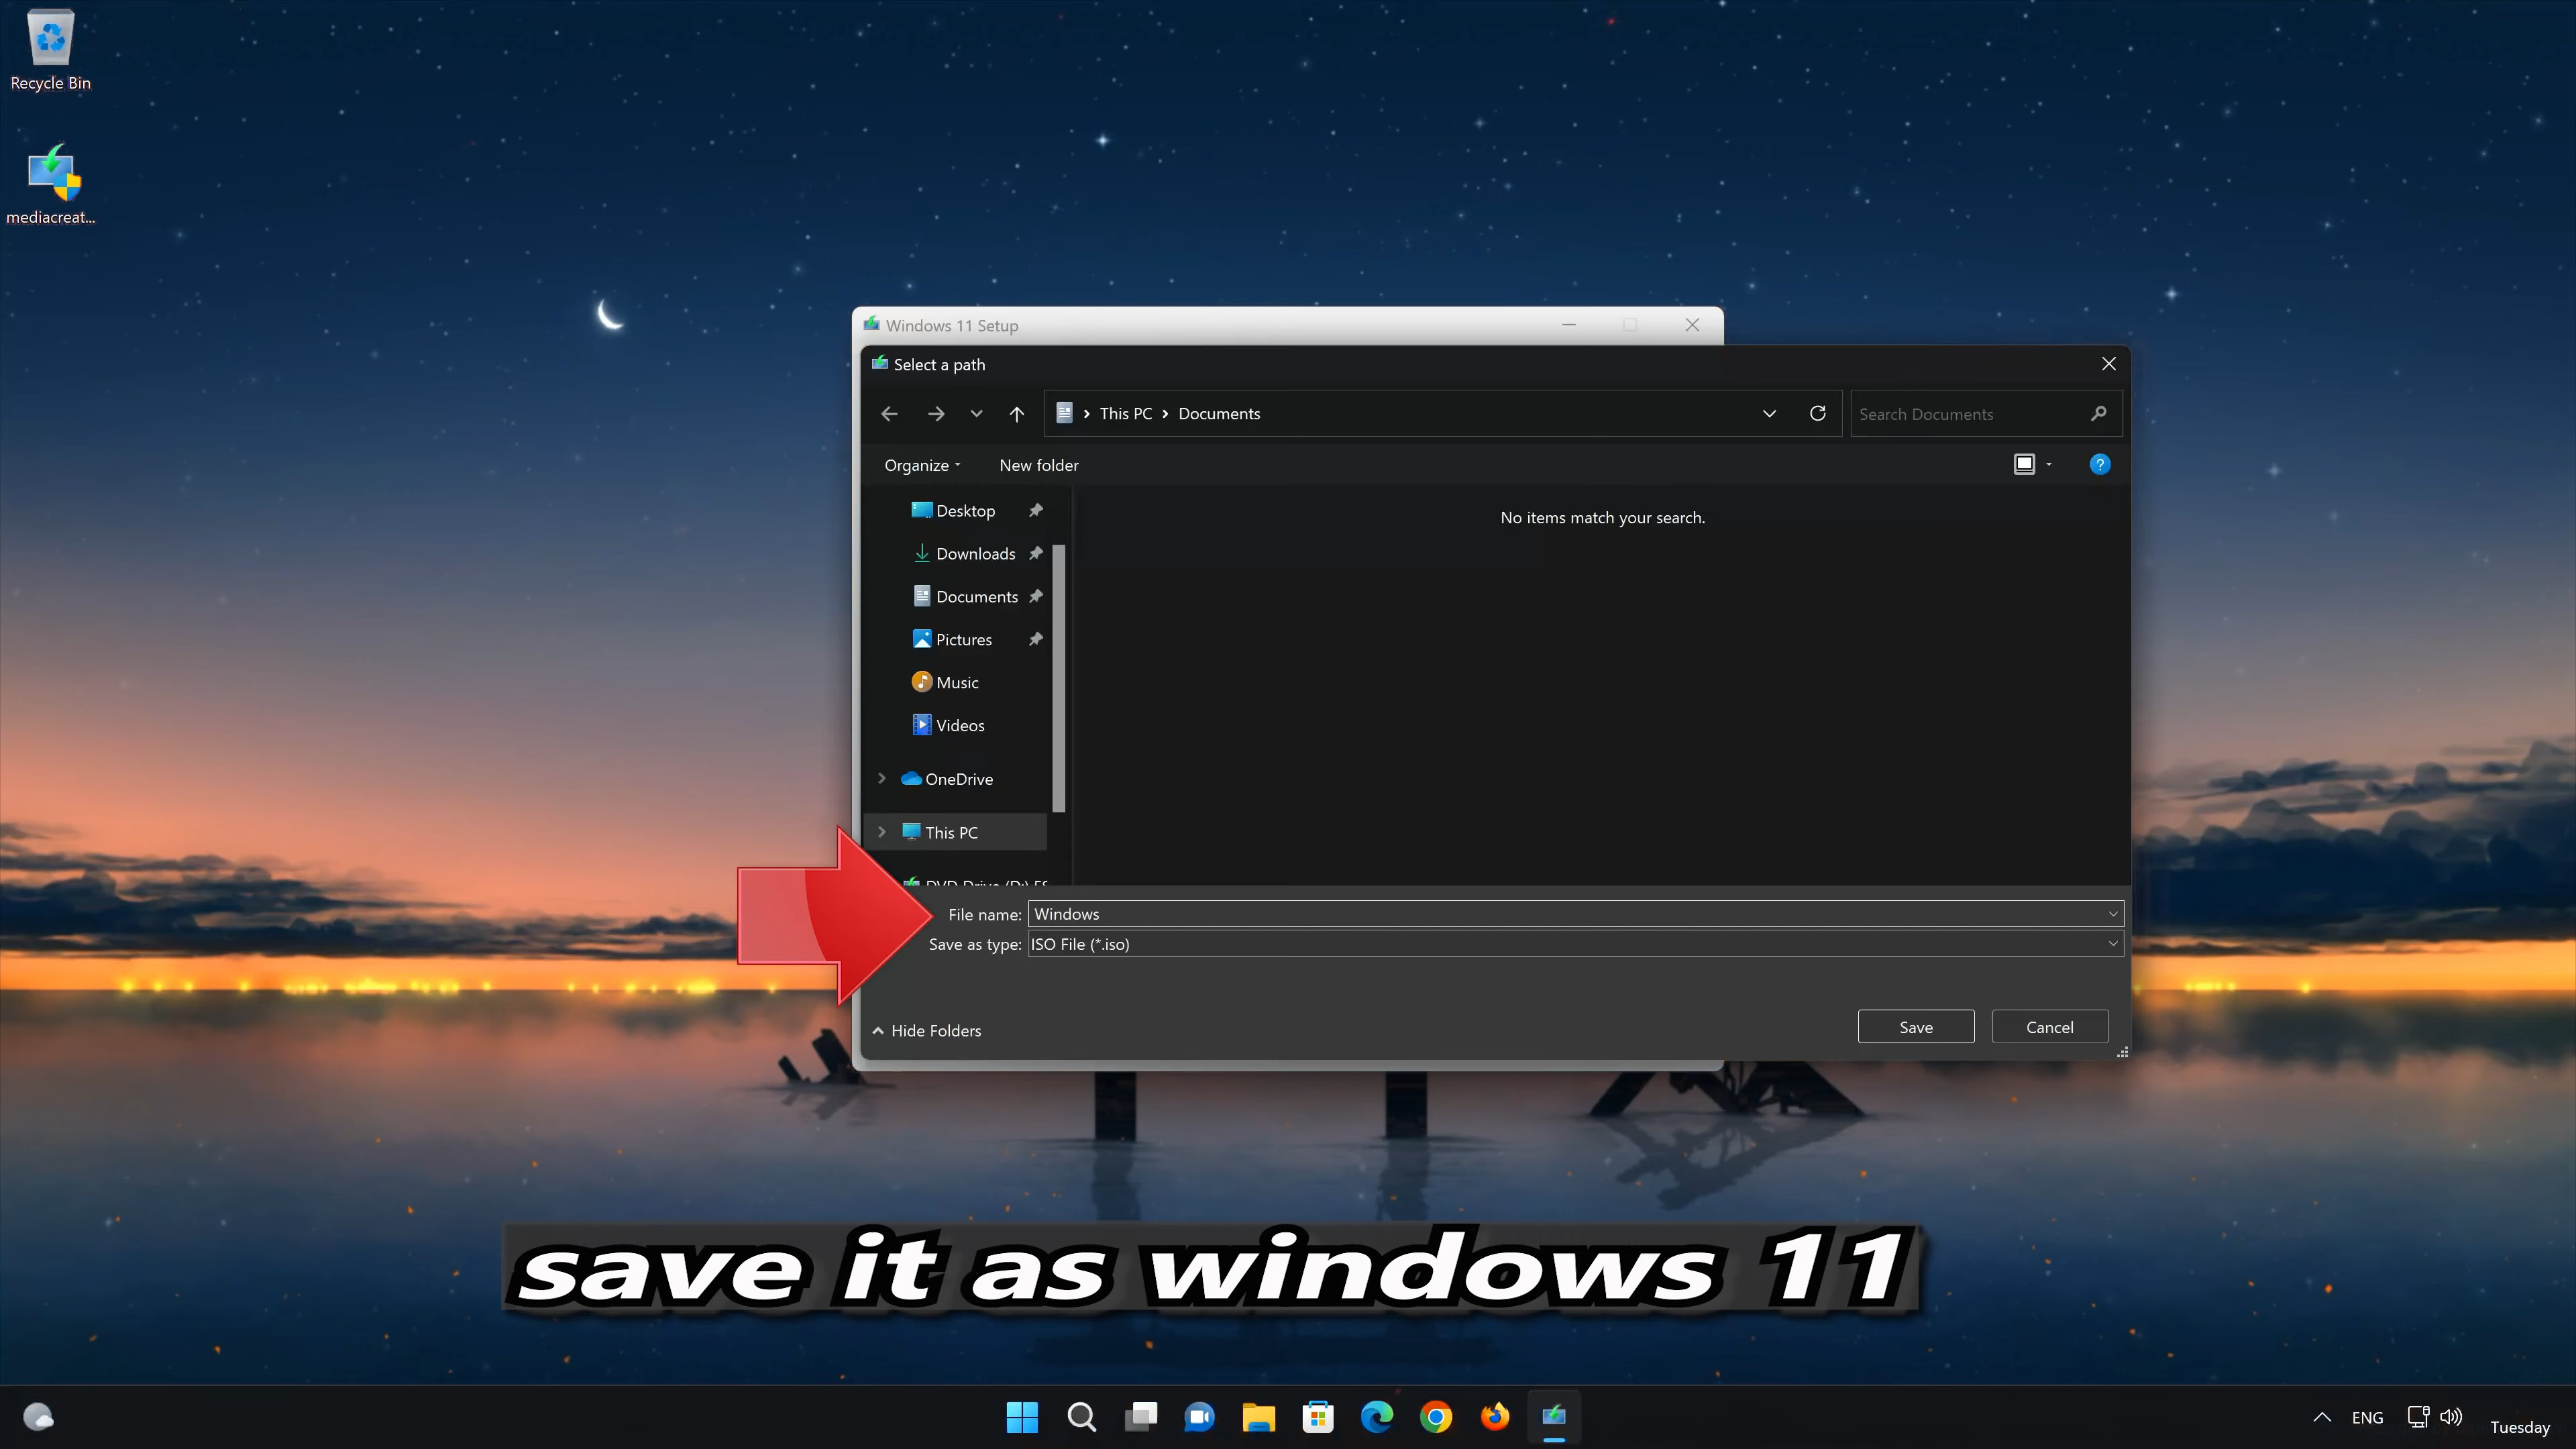 Recycle Bin
mediacreat...
Windows 11 Setup
Select a path
This PC > Documents
Search Documents
Organize
New folder
Desktop
No items match your search.
Downloads
Documents
Pictures
Music
Videos
OneDrive
This PC
DVD Drive (D:) ES
File name: Windows
Save as type: ISO File (*.iso)
Hide Folders
Save
Cancel
save it as windows 11
ENG
Tuesday